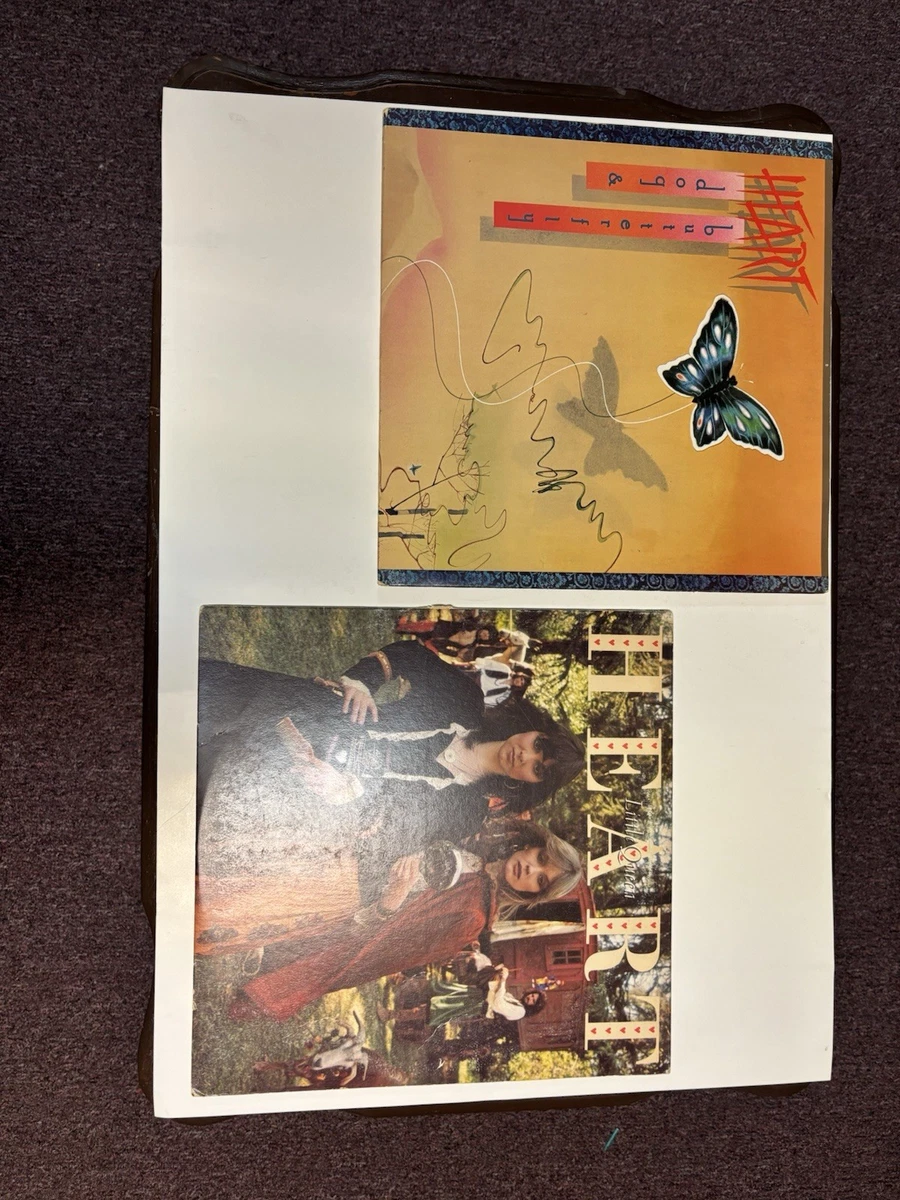 HEART
dog &
butterfly
HEART
Little Queen